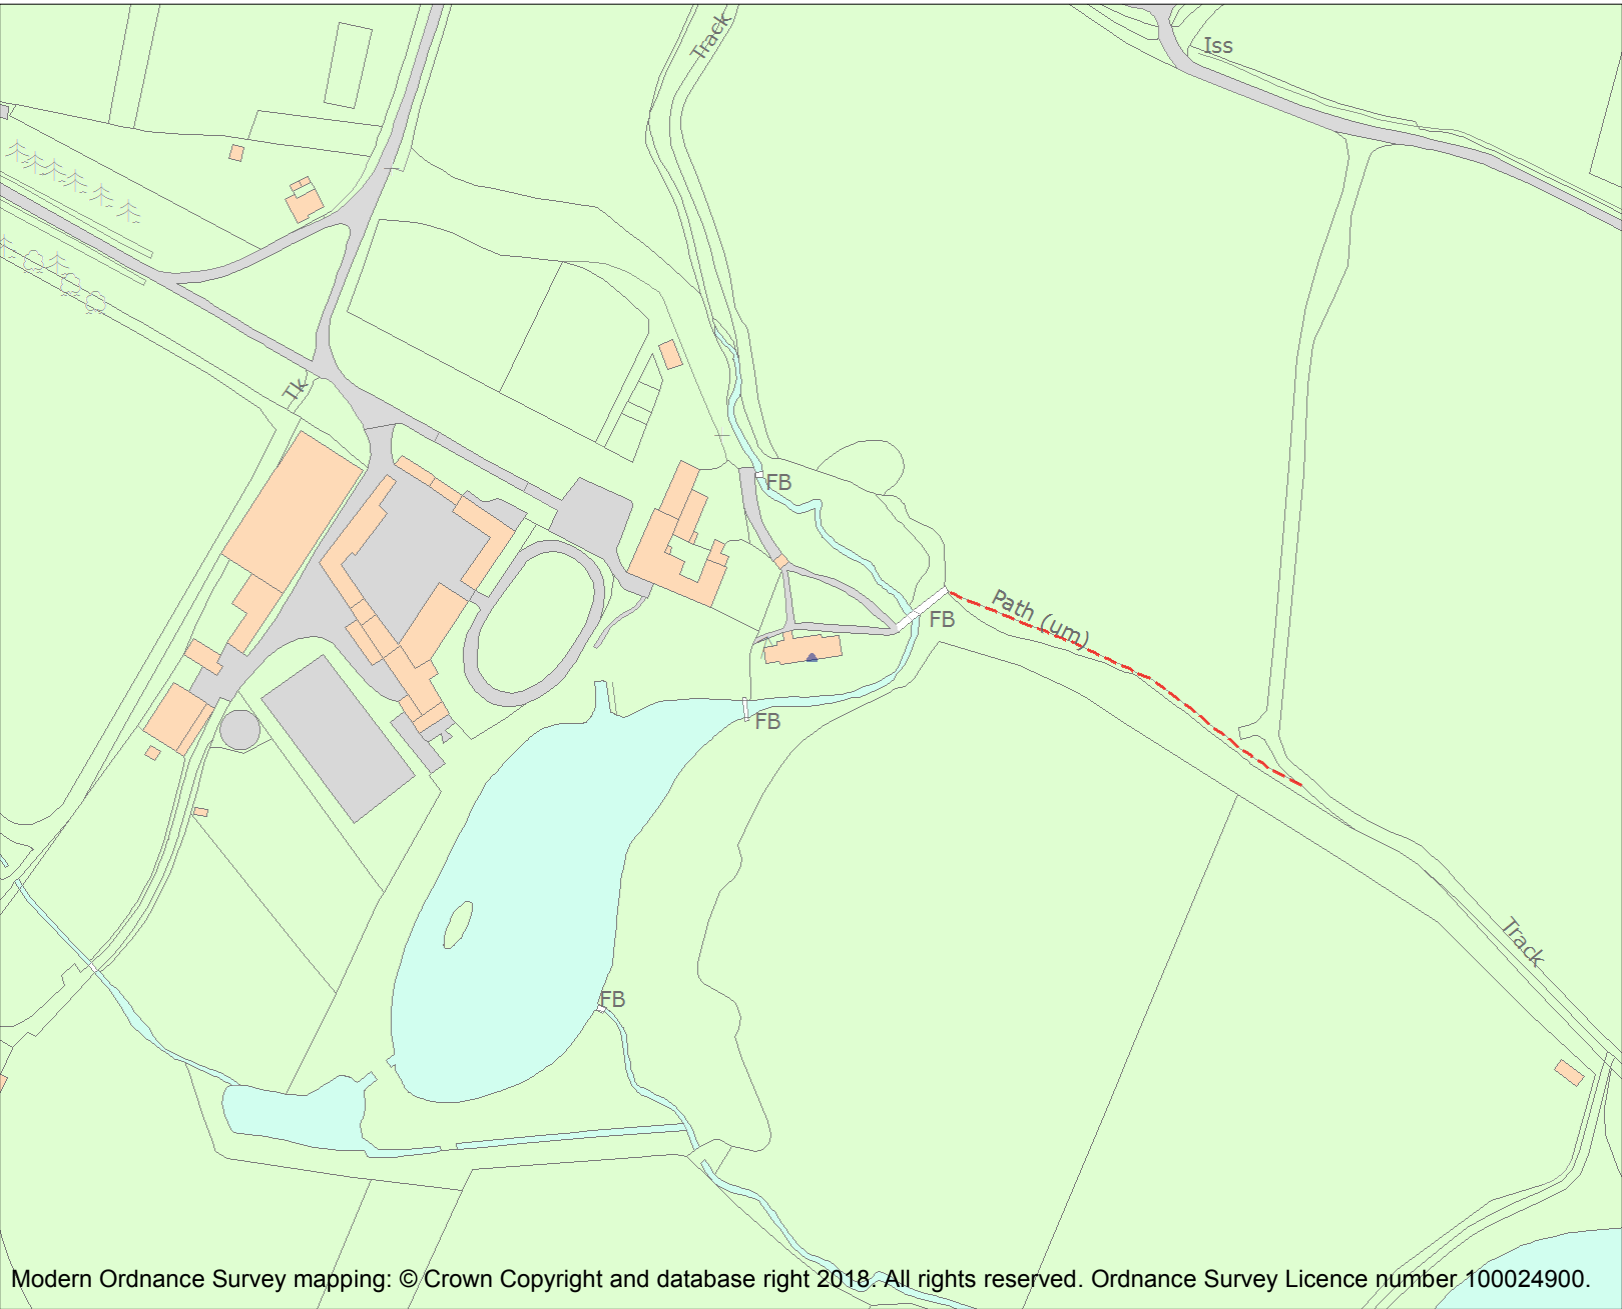 Track
Iss
Tk
FB
Path (um)
FB
FB
Track
FB
Modern Ordnance Survey mapping: © Crown Copyright and database right 2018. All rights reserved. Ordnance Survey Licence number 100024900.